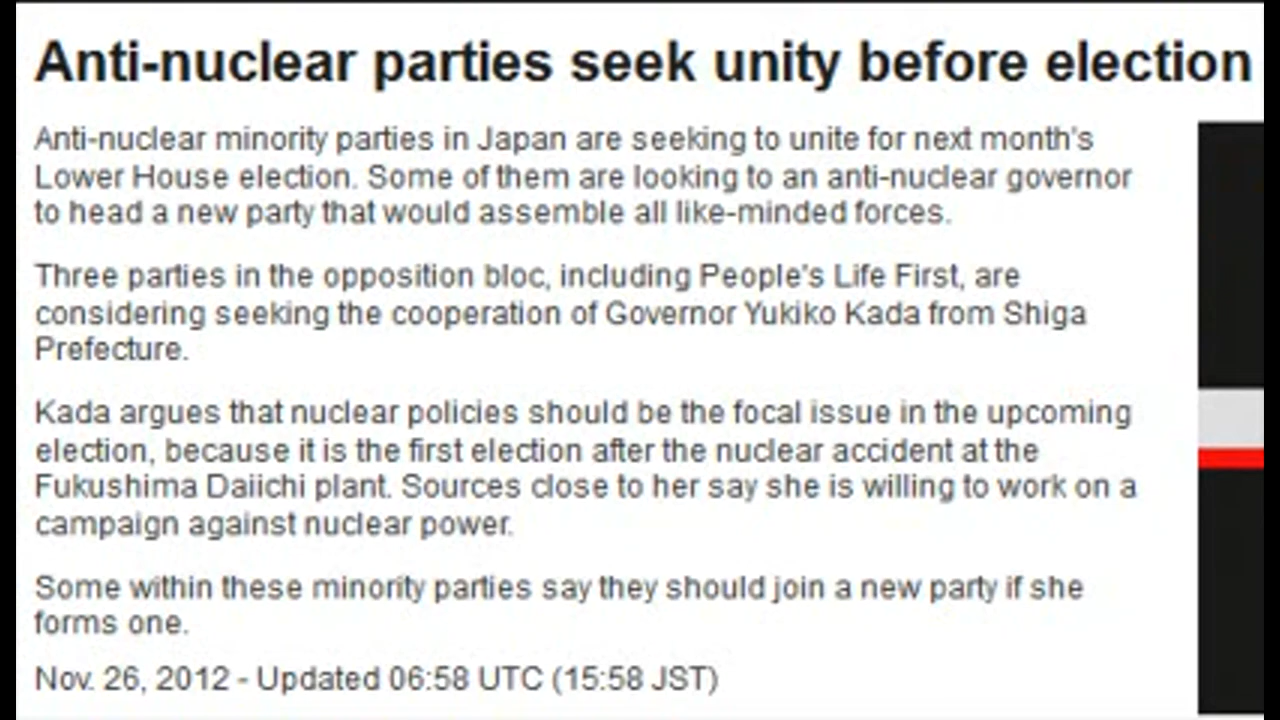 Anti-nuclear parties seek unity before election
Anti-nuclear minority parties in Japan are seeking to unite for next month's
Lower House election. Some of them are looking to an anti-nuclear governor
to head a new party that would assemble all like-minded forces.
Three parties in the opposition bloc, including People's Life First, are
considering seeking the cooperation of Governor Yukiko Kada from Shiga
Prefecture.
Kada argues that nuclear policies should be the focal issue in the upcoming
election, because it is the first election after the nuclear accident at the
Fukushima Daiichi plant. Sources close to her say she is willing to work on a
campaign against nuclear power.
Some within these minority parties say they should join a new party if she
forms one.
Nov. 26, 2012 - Updated 06:58 UTC (15:58 JST)